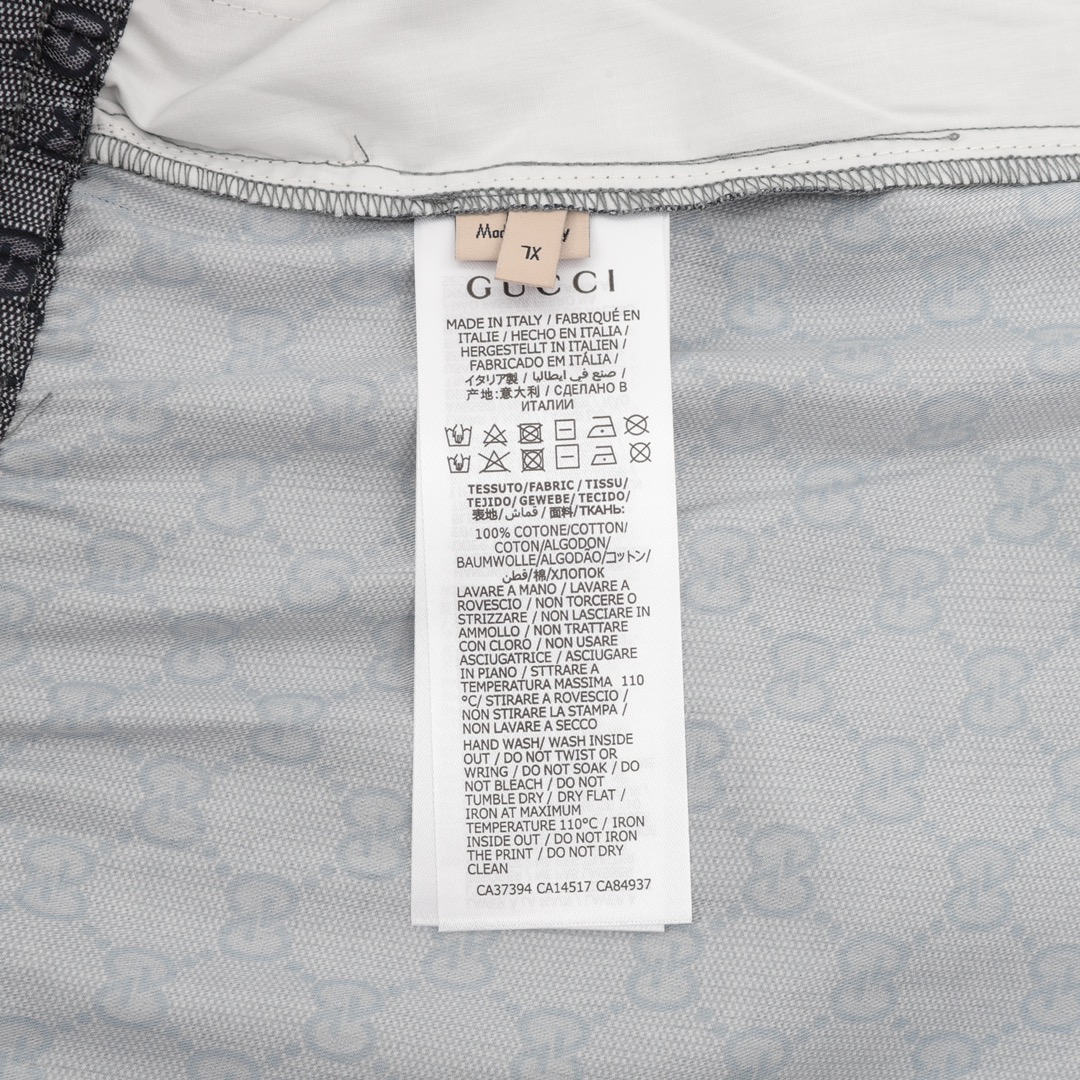 Mad
y
XL
GUCCI
MADE IN ITALY / FABRIQUÉ EN
ITALIE / HECHO EN ITALIA /
HERGESTELLT IN ITALIEN /
FABRICADO EM ITÁLIA /
イタリア製 / صنع في ايطاليا /
产地:意大利 / СДЕЛАНО В
ИТАЛИИ
TESSUTO/FABRIC / TISSU/
TEJIDO/ GEWEBE/ TECIDO/
表地/ قماش/ 面料/ТКАНЬ:
100% COTONE/COTTON/
COTON/ALGODON/
BAUMWOLLE/ALGODÃO/コットン/
قطن/棉/ХЛОПОК
LAVARE A MANO / LAVARE A
ROVESCIO / NON TORCERE O
STRIZZARE / NON LASCIARE IN
AMMOLLO / NON TRATTARE
CON CLORO / NON USARE
ASCIUGATRICE / ASCIUGARE
IN PIANO / STTRARE A
TEMPERATURA MASSIMA 110
°C/ STIRARE A ROVESCIO /
NON STIRARE LA STAMPA /
NON LAVARE A SECCO
HAND WASH/ WASH INSIDE
OUT / DO NOT TWIST OR
WRING / DO NOT SOAK / DO
NOT BLEACH / DO NOT
TUMBLE DRY / DRY FLAT /
IRON AT MAXIMUM
TEMPERATURE 110°C / IRON
INSIDE OUT / DO NOT IRON
THE PRINT / DO NOT DRY
CLEAN
CA37394 CA14517 CA84937